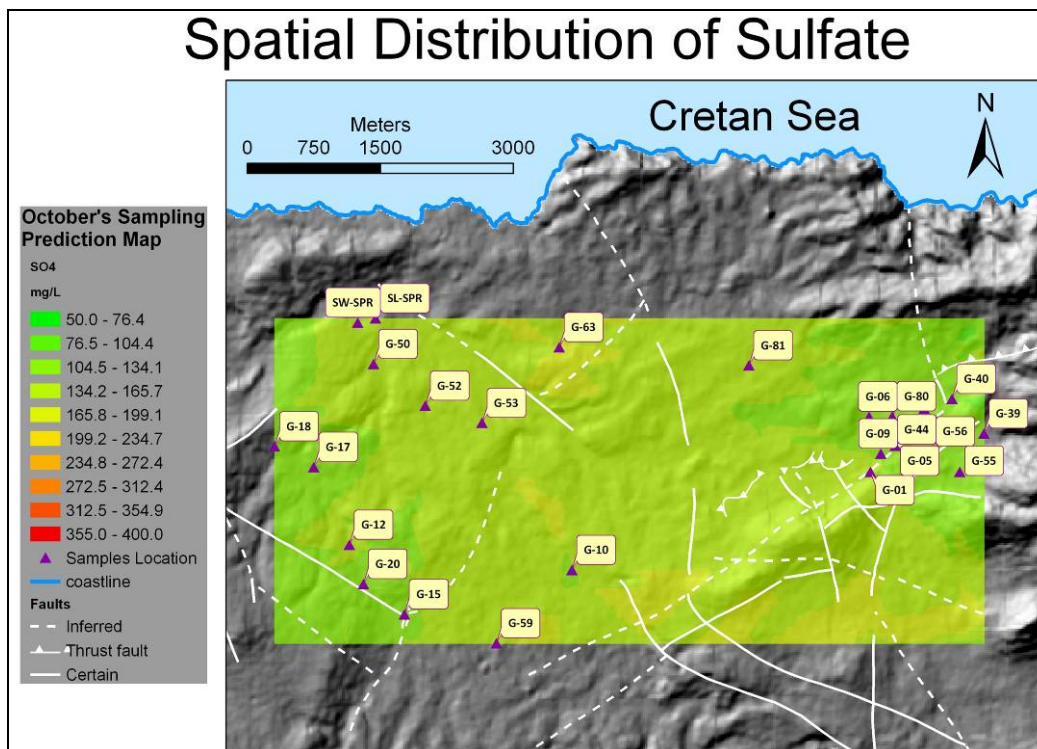 Spatial Distribution of Sulfate
Meters
0 750 1500 3000
Cretan Sea
N
October's Sampling
Prediction Map
SO4
mg/L
50.0 - 76.4
76.5 - 104.4
104.5 - 134.1
134.2 - 165.7
165.8 - 199.1
199.2 - 234.7
234.8 - 272.4
272.5 - 312.4
312.5 - 354.9
355.0 - 400.0
Samples Location
coastline
Faults
Inferred
Thrust fault
Certain
SW-SPR
SL-SPR
G-50
G-63
G-81
G-52
G-53
G-40
G-06
G-80
G-39
G-18
G-17
G-09
G-44
G-56
G-05
G-55
G-01
G-12
G-20
G-10
G-15
G-59